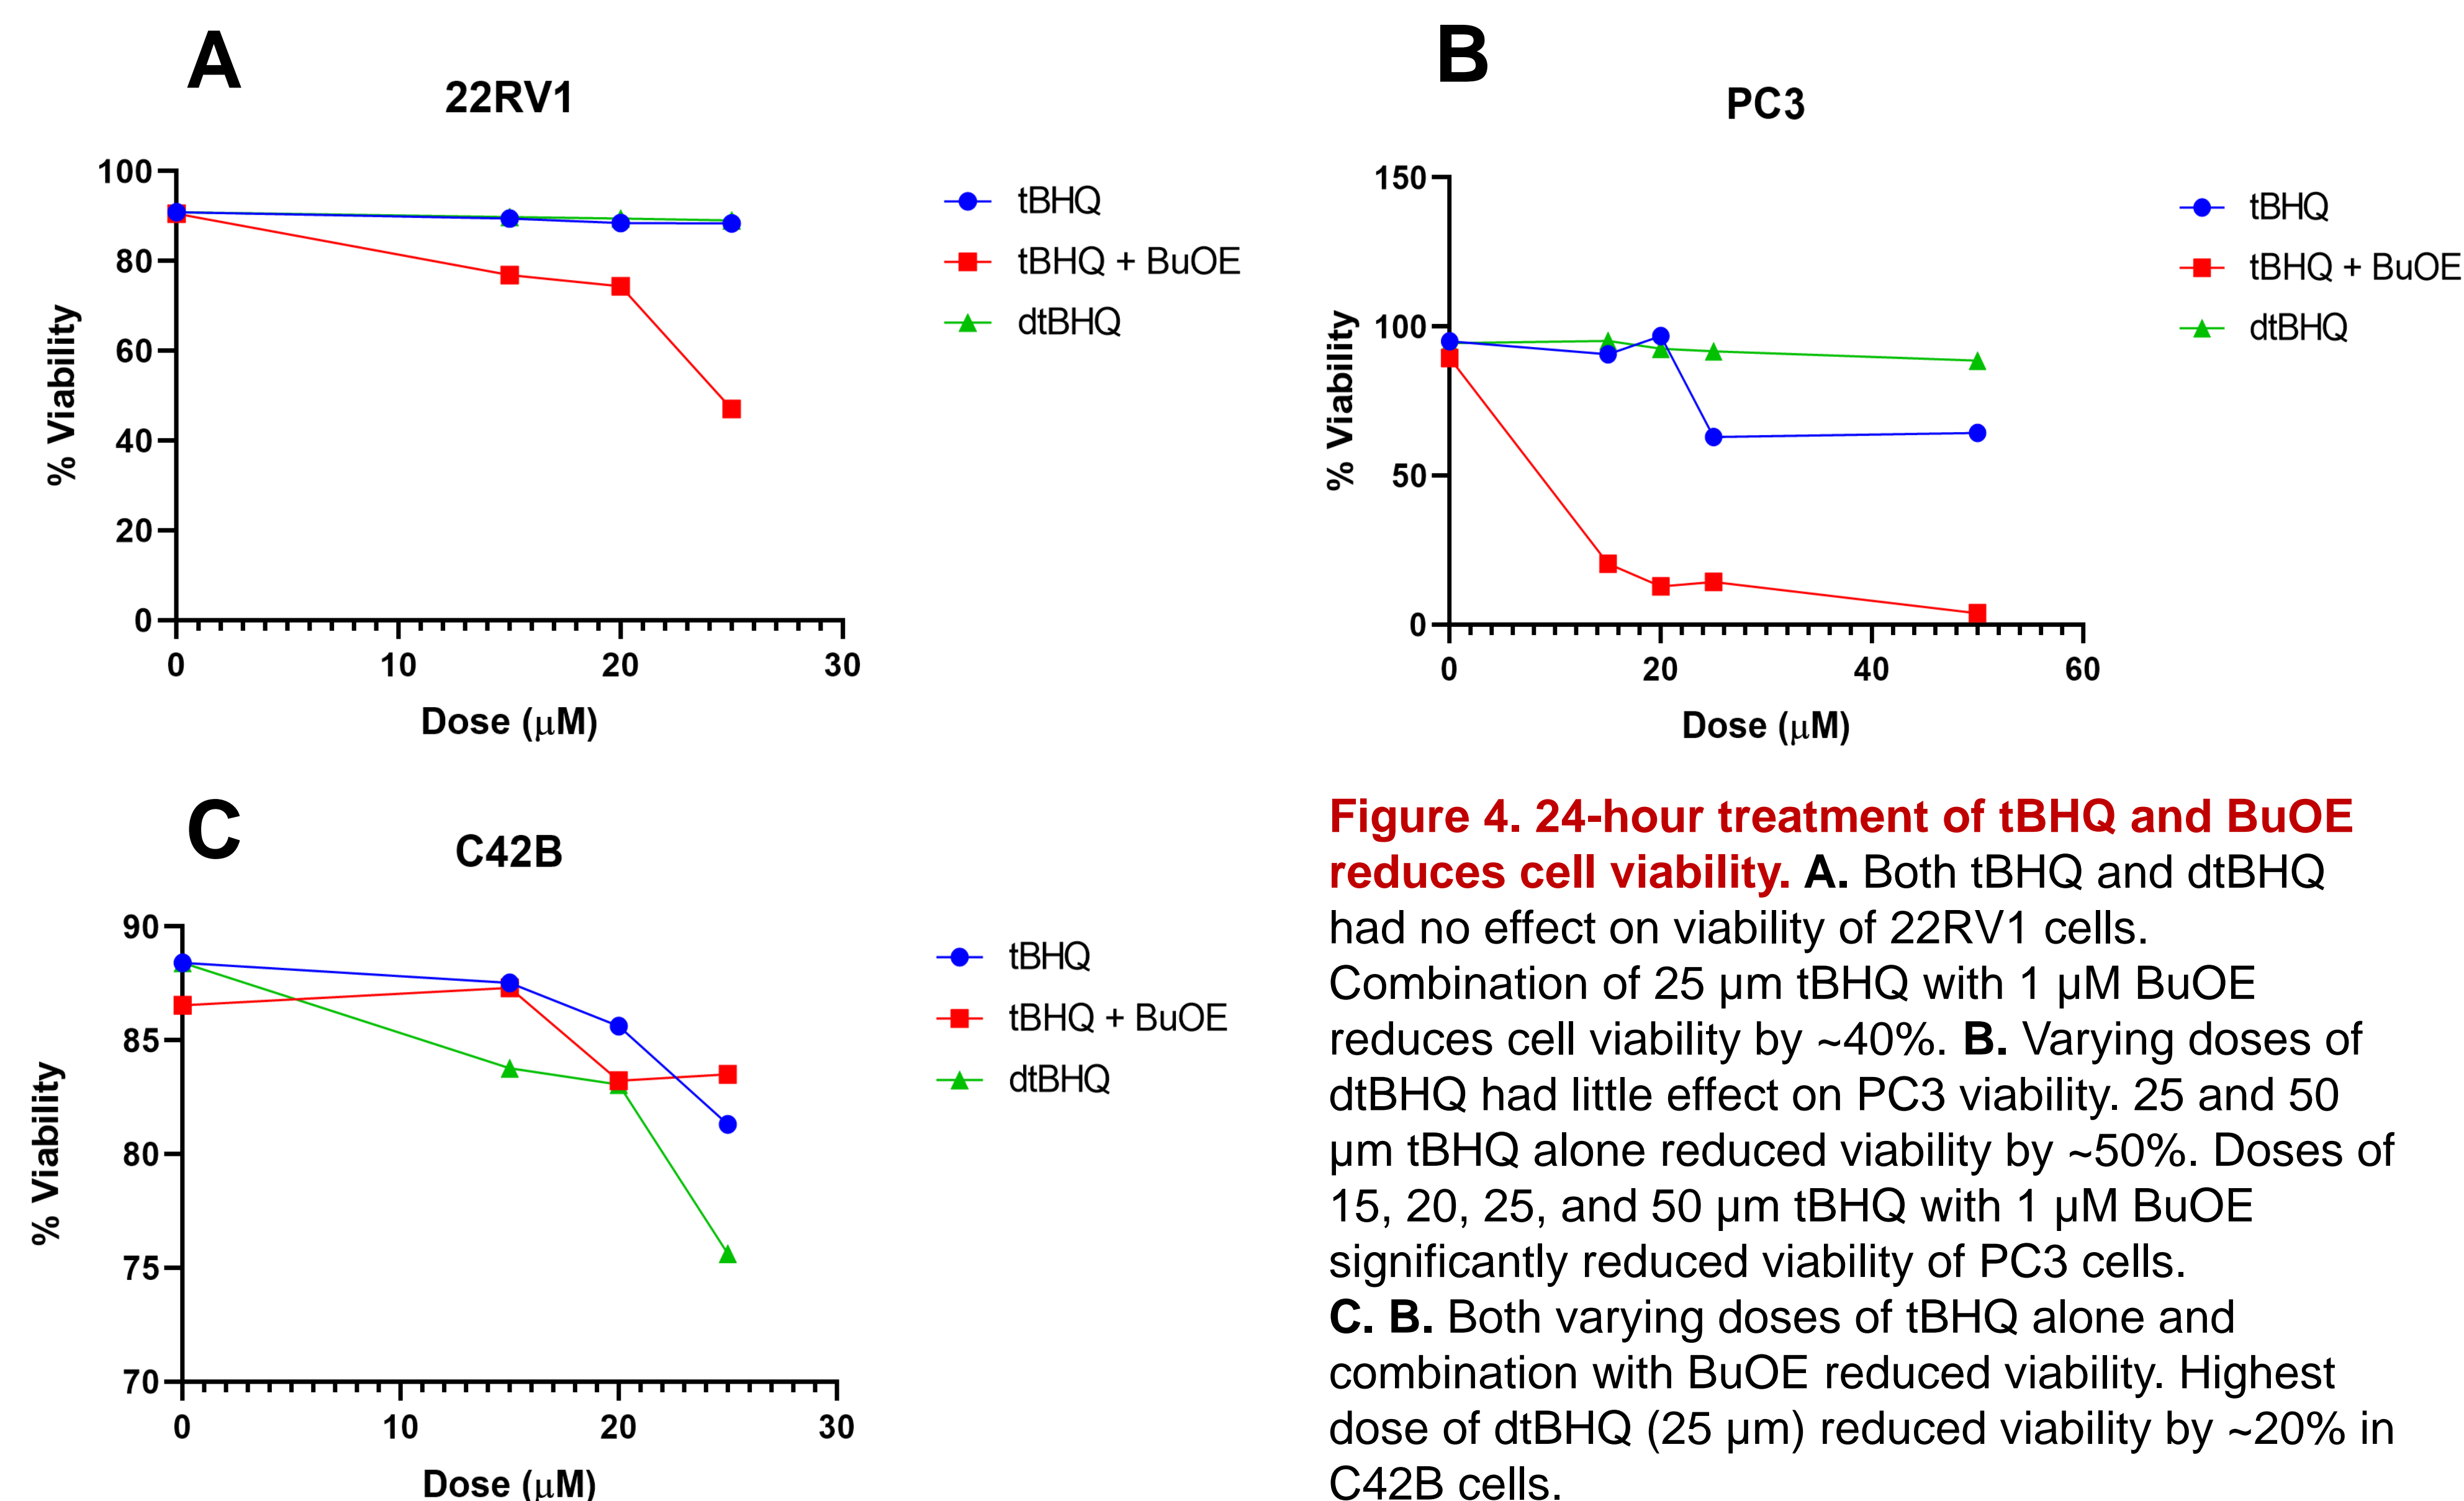 A
22RV1
100
80
60
40
20
0
% Viability
0 10 20 30
Dose (μM)
tBHQ
tBHQ + BuOE
dtBHQ
B
PC3
150
100
50
0
% Viability
0 20 40 60
Dose (μM)
tBHQ
tBHQ + BuOE
dtBHQ
C
C42B
90
85
80
75
70
% Viability
0 10 20 30
Dose (μM)
tBHQ
tBHQ + BuOE
dtBHQ
Figure 4. 24-hour treatment of tBHQ and BuOE
reduces cell viability. A. Both tBHQ and dtBHQ
had no effect on viability of 22RV1 cells.
Combination of 25 μm tBHQ with 1 μM BuOE
reduces cell viability by ~40%. B. Varying doses of
dtBHQ had little effect on PC3 viability. 25 and 50
μm tBHQ alone reduced viability by ~50%. Doses of
15, 20, 25, and 50 μm tBHQ with 1 μM BuOE
significantly reduced viability of PC3 cells.
C. B. Both varying doses of tBHQ alone and
combination with BuOE reduced viability. Highest
dose of dtBHQ (25 μm) reduced viability by ~20% in
C42B cells.